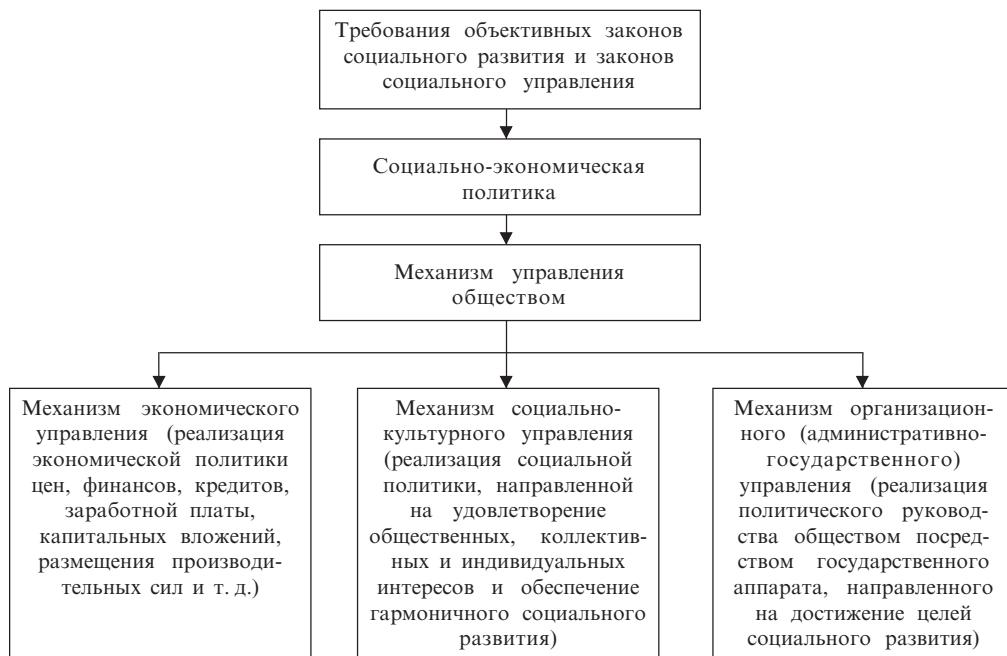 Требования объективных законов
социального развития и законов
социального управления
Социально-экономическая
политика
Механизм управления
обществом
Механизм экономического
управления (реализация
экономической политики
цен, финансов, кредитов,
заработной платы,
капитальных вложений,
размещения производи-
тельных сил и т. д.)
Механизм социально-
культурного управления
(реализация социальной
политики, направленной
на удовлетворение
общественных, коллектив-
ных и индивидуальных
интересов и обеспечение
гармоничного социального
развития)
Механизм организацион-
ного (административно-
государственного)
управления (реализация
политического руковод-
ства обществом посред-
ством государственного
аппарата, направленного
на достижение целей
социального развития)